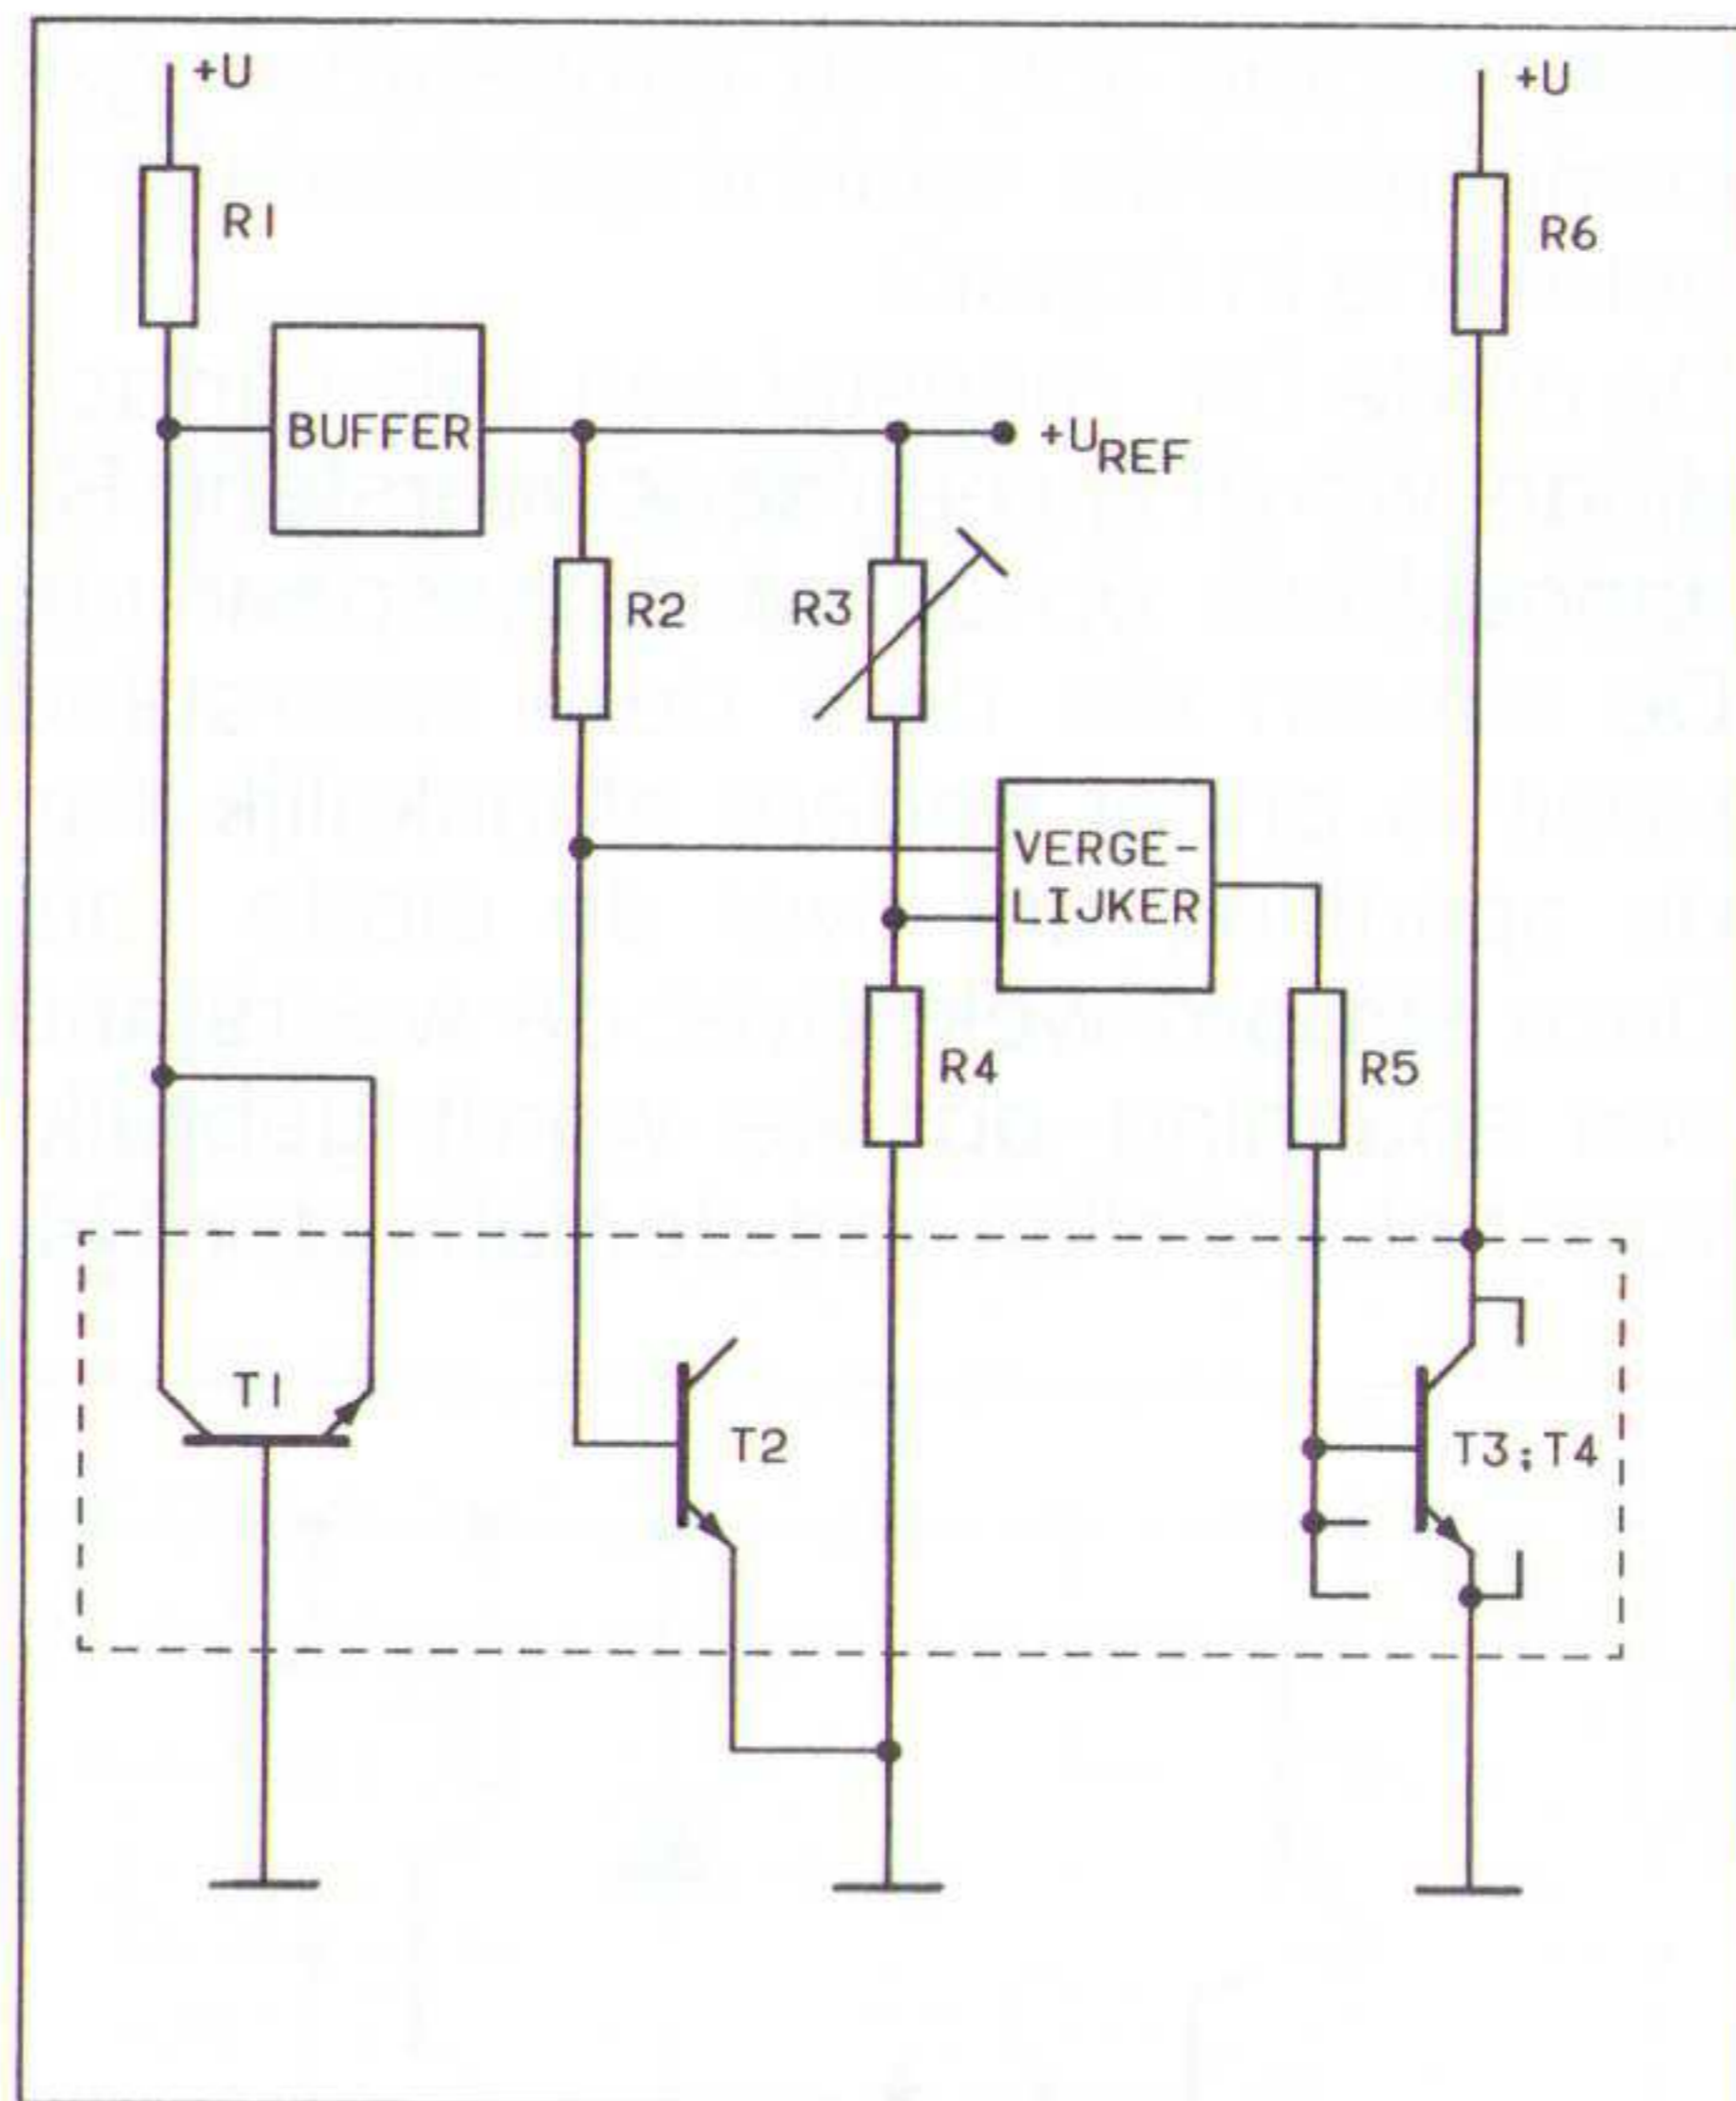 +U
+U
R1
R6
BUFFER
+UREF
R2
R3
VERGE-
LIJKER
R4
R5
T1
T2
T3;T4